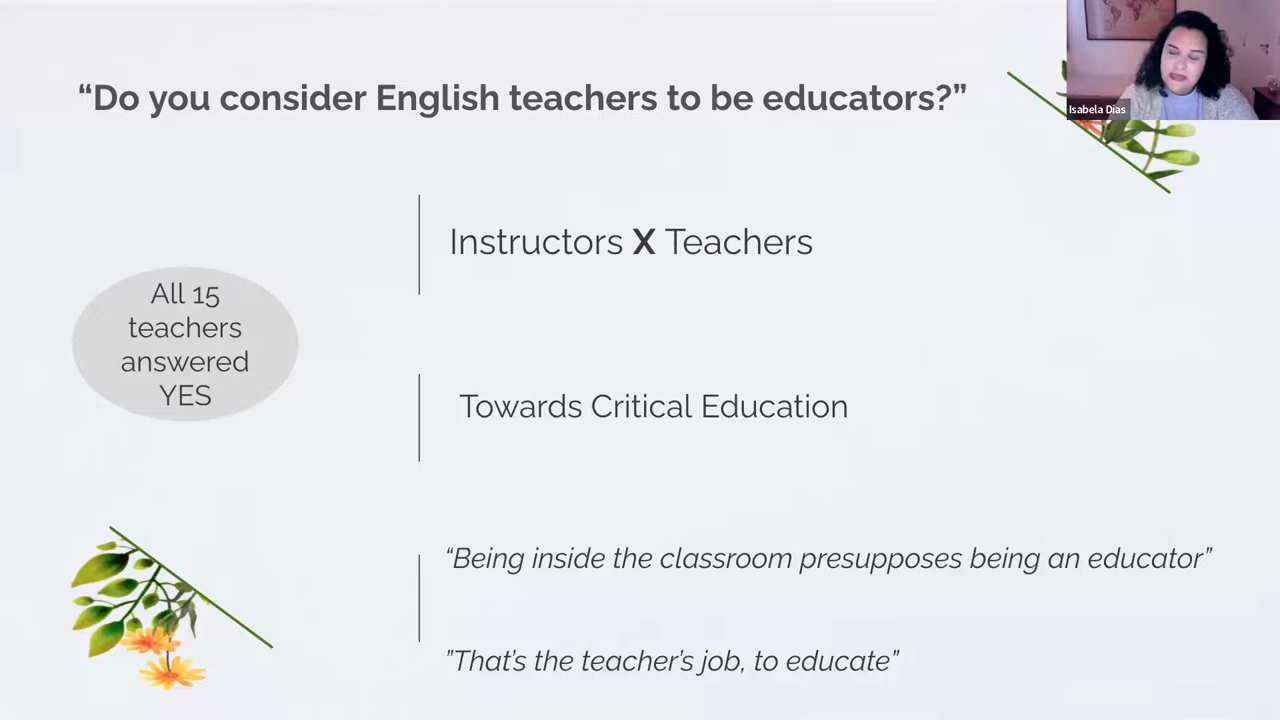 “Do you consider English teachers to be educators?”
Isabela Dias
Instructors X Teachers
All 15
teachers
answered
YES
Towards Critical Education
“Being inside the classroom presupposes being an educator”
”That’s the teacher’s job, to educate”